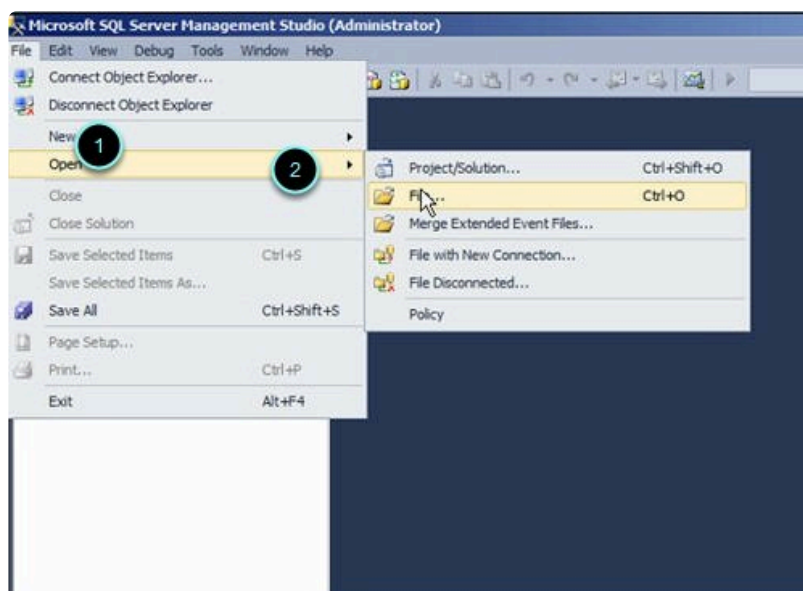 Microsoft SQL Server Management Studio (Administrator)
File Edit View Debug Tools Window Help
Connect Object Explorer...
Disconnect Object Explorer
New
1
Open
2
Close
Close Solution
Save Selected Items Ctrl+S
Save Selected Items As...
Save All Ctrl+Shift+S
Page Setup...
Print... Ctrl+P
Exit Alt+F4
Project/Solution... Ctrl+Shift+O
File... Ctrl+O
Merge Extended Event Files...
File with New Connection...
File Disconnected...
Policy